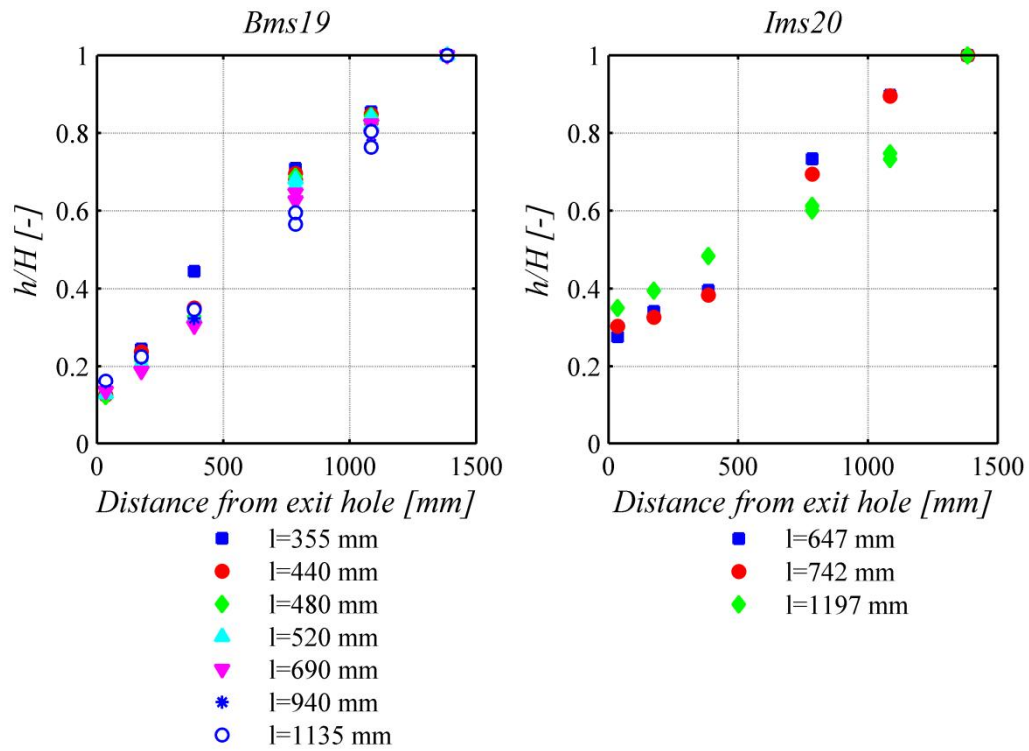 Bms19
1
0.8
0.6
0.4
0.2
0
h/H [-]
0 500 1000 1500
Distance from exit hole [mm]
l=355 mm
l=440 mm
l=480 mm
l=520 mm
l=690 mm
l=940 mm
l=1135 mm
Ims20
1
0.8
0.6
0.4
0.2
0
h/H [-]
0 500 1000 1500
Distance from exit hole [mm]
l=647 mm
l=742 mm
l=1197 mm